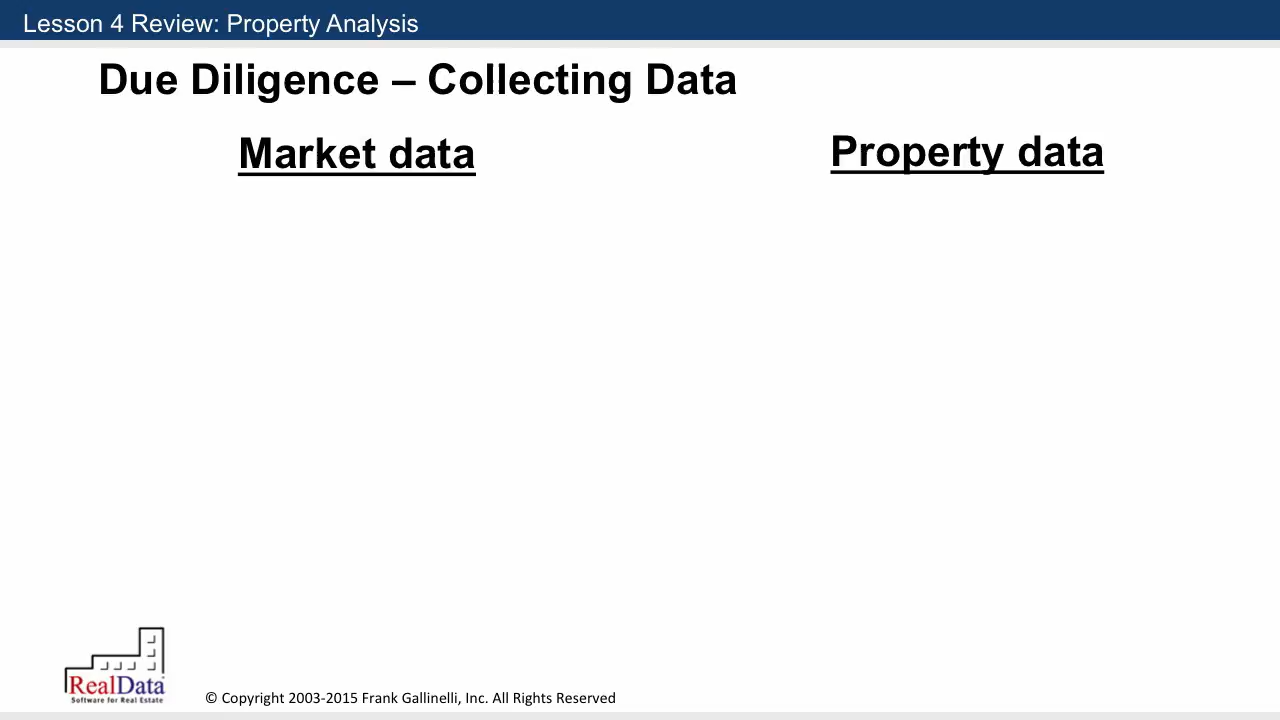 Lesson 4 Review: Property Analysis
Due Diligence – Collecting Data
Market data
Property data
RealData
Software for Real Estate
© Copyright 2003-2015 Frank Gallinelli, Inc. All Rights Reserved